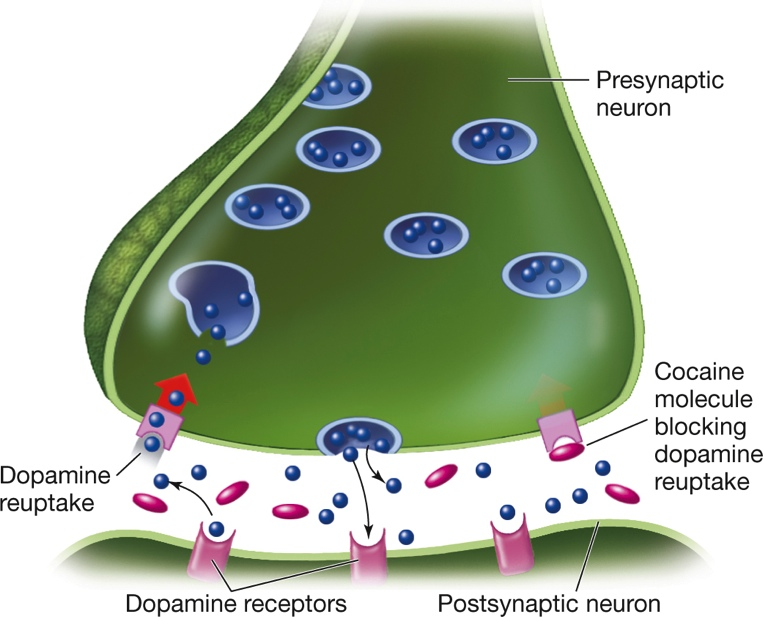 Presynaptic
neuron
Cocaine
molecule
blocking
dopamine
reuptake
Dopamine
reuptake
Dopamine receptors
Postsynaptic neuron